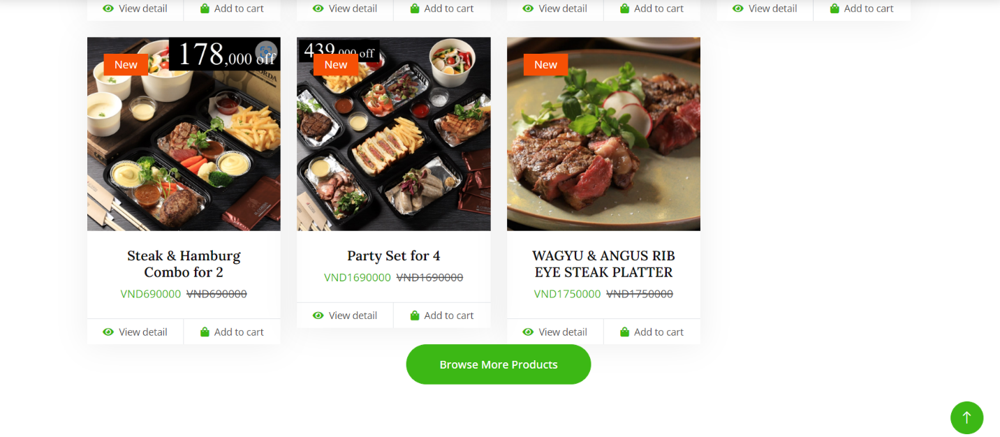 View detail
Add to cart
View detail
Add to cart
View detail
Add to cart
View detail
Add to cart
178,000 off
New
439,000 off
New
New
Steak & Hamburg
Combo for 2
VND690000 VND690000
View detail
Add to cart
Party Set for 4
VND1690000 VND1690000
View detail
Add to cart
WAGYU & ANGUS RIB
EYE STEAK PLATTER
VND1750000 VND1750000
View detail
Add to cart
Browse More Products